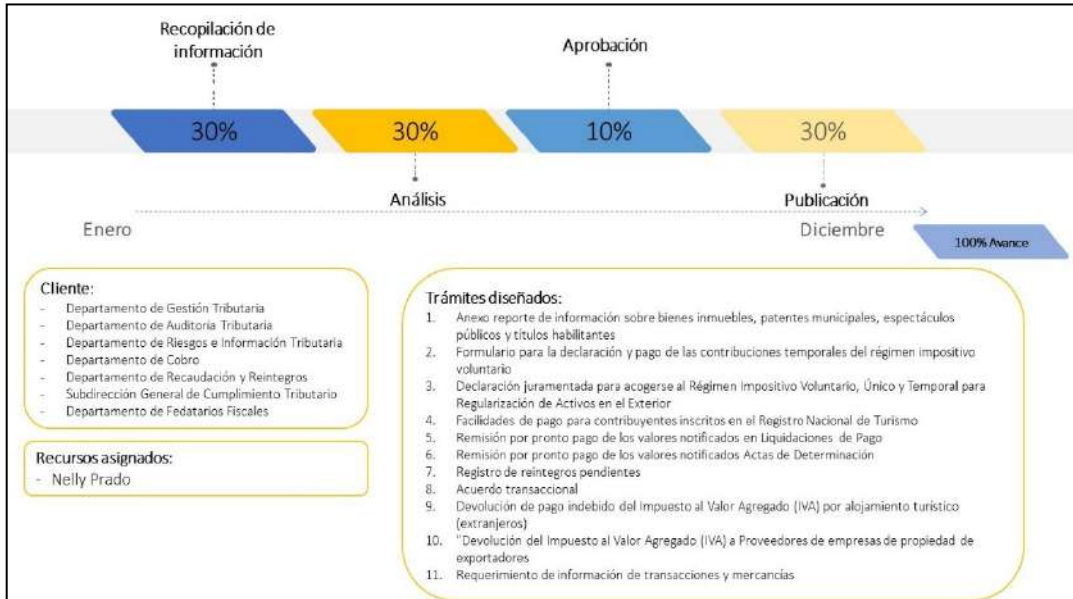 Recopilación de
información
Aprobación
30%
30%
10%
30%
Análisis
Publicación
Enero
Diciembre
100% Avance
Cliente:
- Departamento de Gestión Tributaria
- Departamento de Auditoría Tributaria
- Departamento de Riesgos e Información Tributaria
- Departamento de Cobro
- Departamento de Recaudación y Reintegros
- Subdirección General de Cumplimiento Tributario
- Departamento de Fedatarios Fiscales
Recursos asignados:
- Nelly Prado
Trámites diseñados:
1. Anexo reporte de información sobre bienes inmuebles, patentes municipales, espectáculos
públicos y títulos habilitantes
2. Formulario para la declaración y pago de las contribuciones temporales del régimen impositivo
voluntario
3. Declaración juramentada para acogerse al Régimen Impositivo Voluntario, Único y Temporal para
Regularización de Activos en el Exterior
4. Facilidades de pago para contribuyentes inscritos en el Registro Nacional de Turismo
5. Remisión por pronto pago de los valores notificados en Liquidaciones de Pago
6. Remisión por pronto pago de los valores notificados Actas de Determinación
7. Registro de reintegros pendientes
8. Acuerdo transaccional
9. Devolución de pago indebido del Impuesto al Valor Agregado (IVA) por alojamiento turístico
(extranjeros)
10. "Devolución del Impuesto al Valor Agregado (IVA) a Proveedores de empresas de propiedad de
exportadores
11. Requerimiento de información de transacciones y mercancías